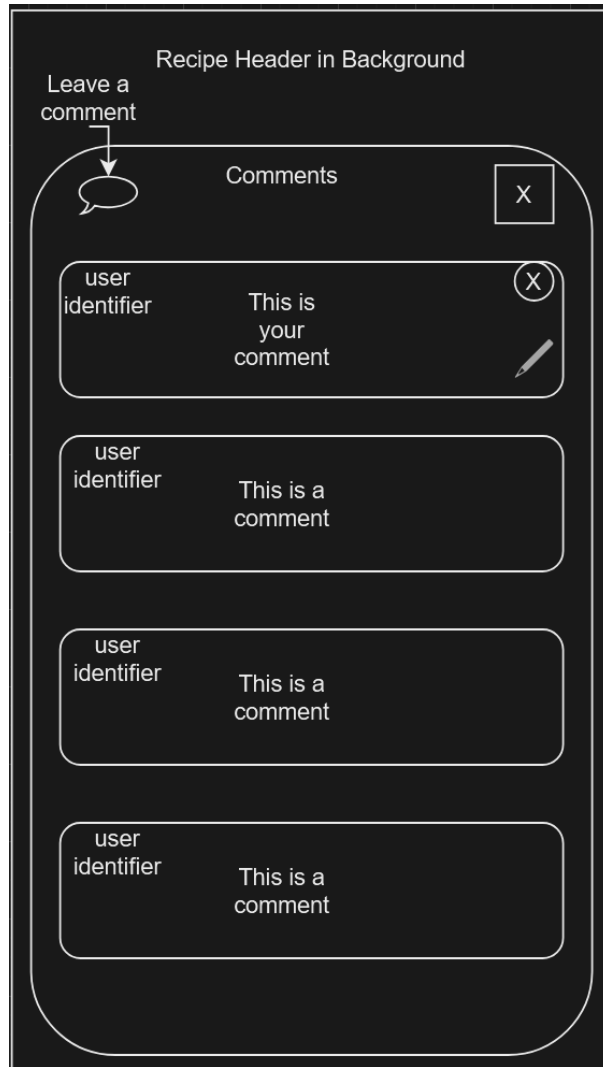 Recipe Header in Background
Leave a
comment
Comments
X
user
identifier
X
This is
your
comment
user
identifier
This is a
comment
user
identifier
This is a
comment
user
identifier
This is a
comment